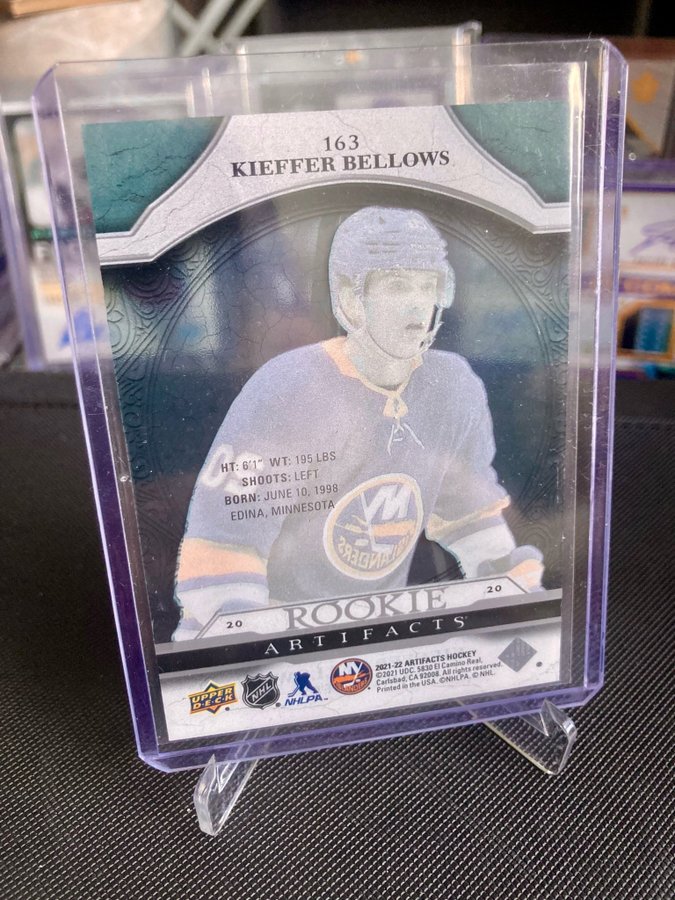 163
KIEFFER BELLOWS
HT: 6'1" WT: 195 LBS
SHOOTS: LEFT
BORN: JUNE 10, 1998
EDINA, MINNESOTA
20 ROOKIE 20
ARTIFACTS
UPPER DECK
NHL
NHLPA
NY
ISLANDERS
2021-22 ARTIFACTS HOCKEY
©2021 UDC. 5830 El Camino Real,
Carlsbad, CA 92008. All rights reserved.
Printed in the USA. ©NHLPA. © NHL.